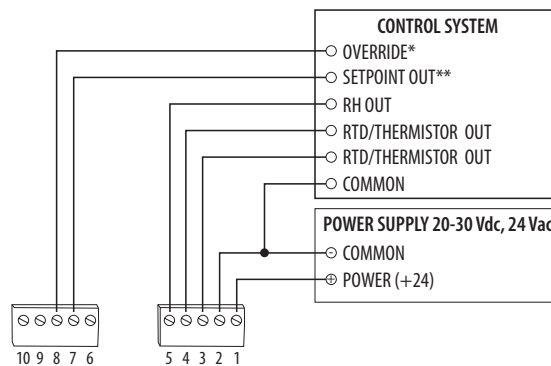 CONTROL SYSTEM
OVERRIDE*
SETPOINT OUT**
RH OUT
RTD/THERMISTOR OUT
RTD/THERMISTOR OUT
COMMON
POWER SUPPLY 20-30 Vdc, 24 Vac
- COMMON
+ POWER (+24)
10 9 8 7 6
5 4 3 2 1